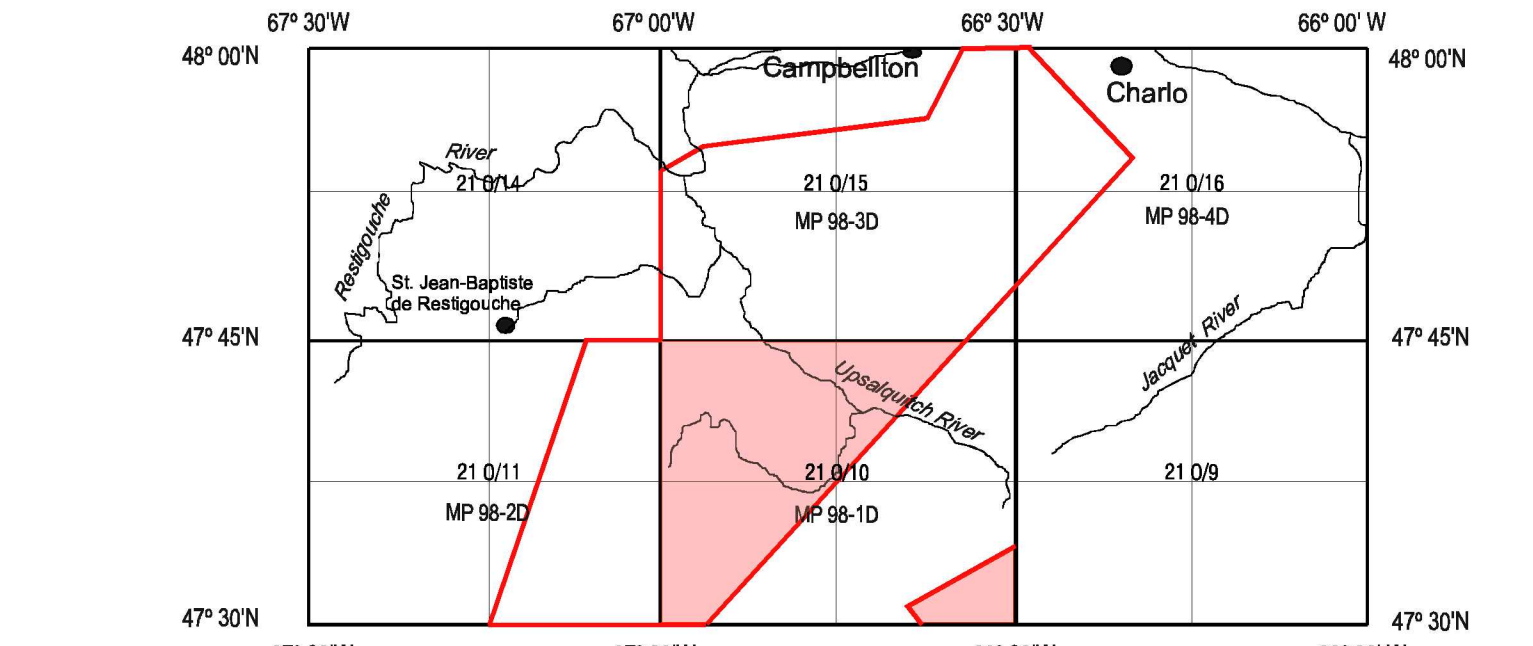 67º 30'W
67º 00'W
66º 30'W
66º 00' W
48º 00'N
48º 00'N
Campbellton
Charlo
River
21 O/14
21 O/15
21 O/16
MP 98-3D
MP 98-4D
Restigouche
St. Jean-Baptiste
de Restigouche
47º 45'N
47º 45'N
Jacquet River
Upsalquitch River
21 O/11
21 O/10
21 O/9
MP 98-2D
MP 98-1D
47º 30'N
47º 30'N